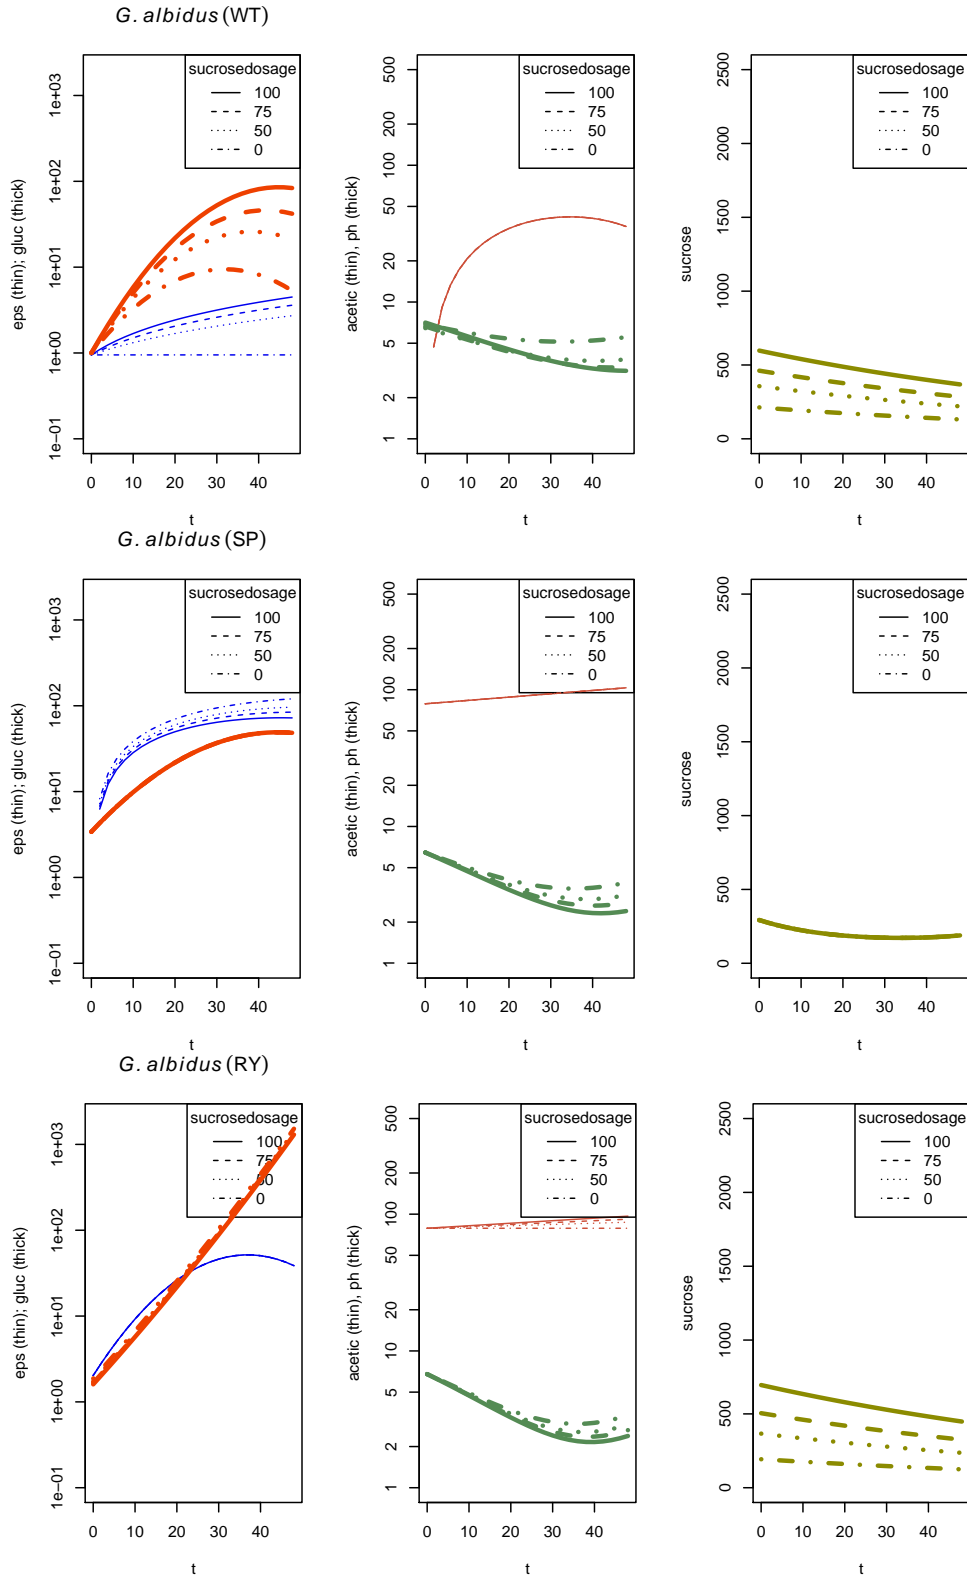 G. albidus (WT)
eps (thin); gluc (thick)
1e-01 1e+00 1e+01 1e+02 1e+03
sucrosedosage
100
75
50
0
0 10 20 30 40
t
acetic (thin), ph (thick)
1 2 5 10 20 50 100 200 500
sucrosedosage
100
75
50
0
0 10 20 30 40
t
sucrose
0 500 1000 1500 2000 2500
sucrosedosage
100
75
50
0
0 10 20 30 40
t
G. albidus (SP)
eps (thin); gluc (thick)
1e-01 1e+00 1e+01 1e+02 1e+03
sucrosedosage
100
75
50
0
0 10 20 30 40
t
acetic (thin), ph (thick)
1 2 5 10 20 50 100 200 500
sucrosedosage
100
75
50
0
0 10 20 30 40
t
sucrose
0 500 1000 1500 2000 2500
sucrosedosage
100
75
50
0
0 10 20 30 40
t
G. albidus (RY)
eps (thin); gluc (thick)
1e-01 1e+00 1e+01 1e+02 1e+03
sucrosedosage
100
75
50
0
0 10 20 30 40
t
acetic (thin), ph (thick)
1 2 5 10 20 50 100 200 500
sucrosedosage
100
75
50
0
0 10 20 30 40
t
sucrose
0 500 1000 1500 2000 2500
sucrosedosage
100
75
50
0
0 10 20 30 40
t